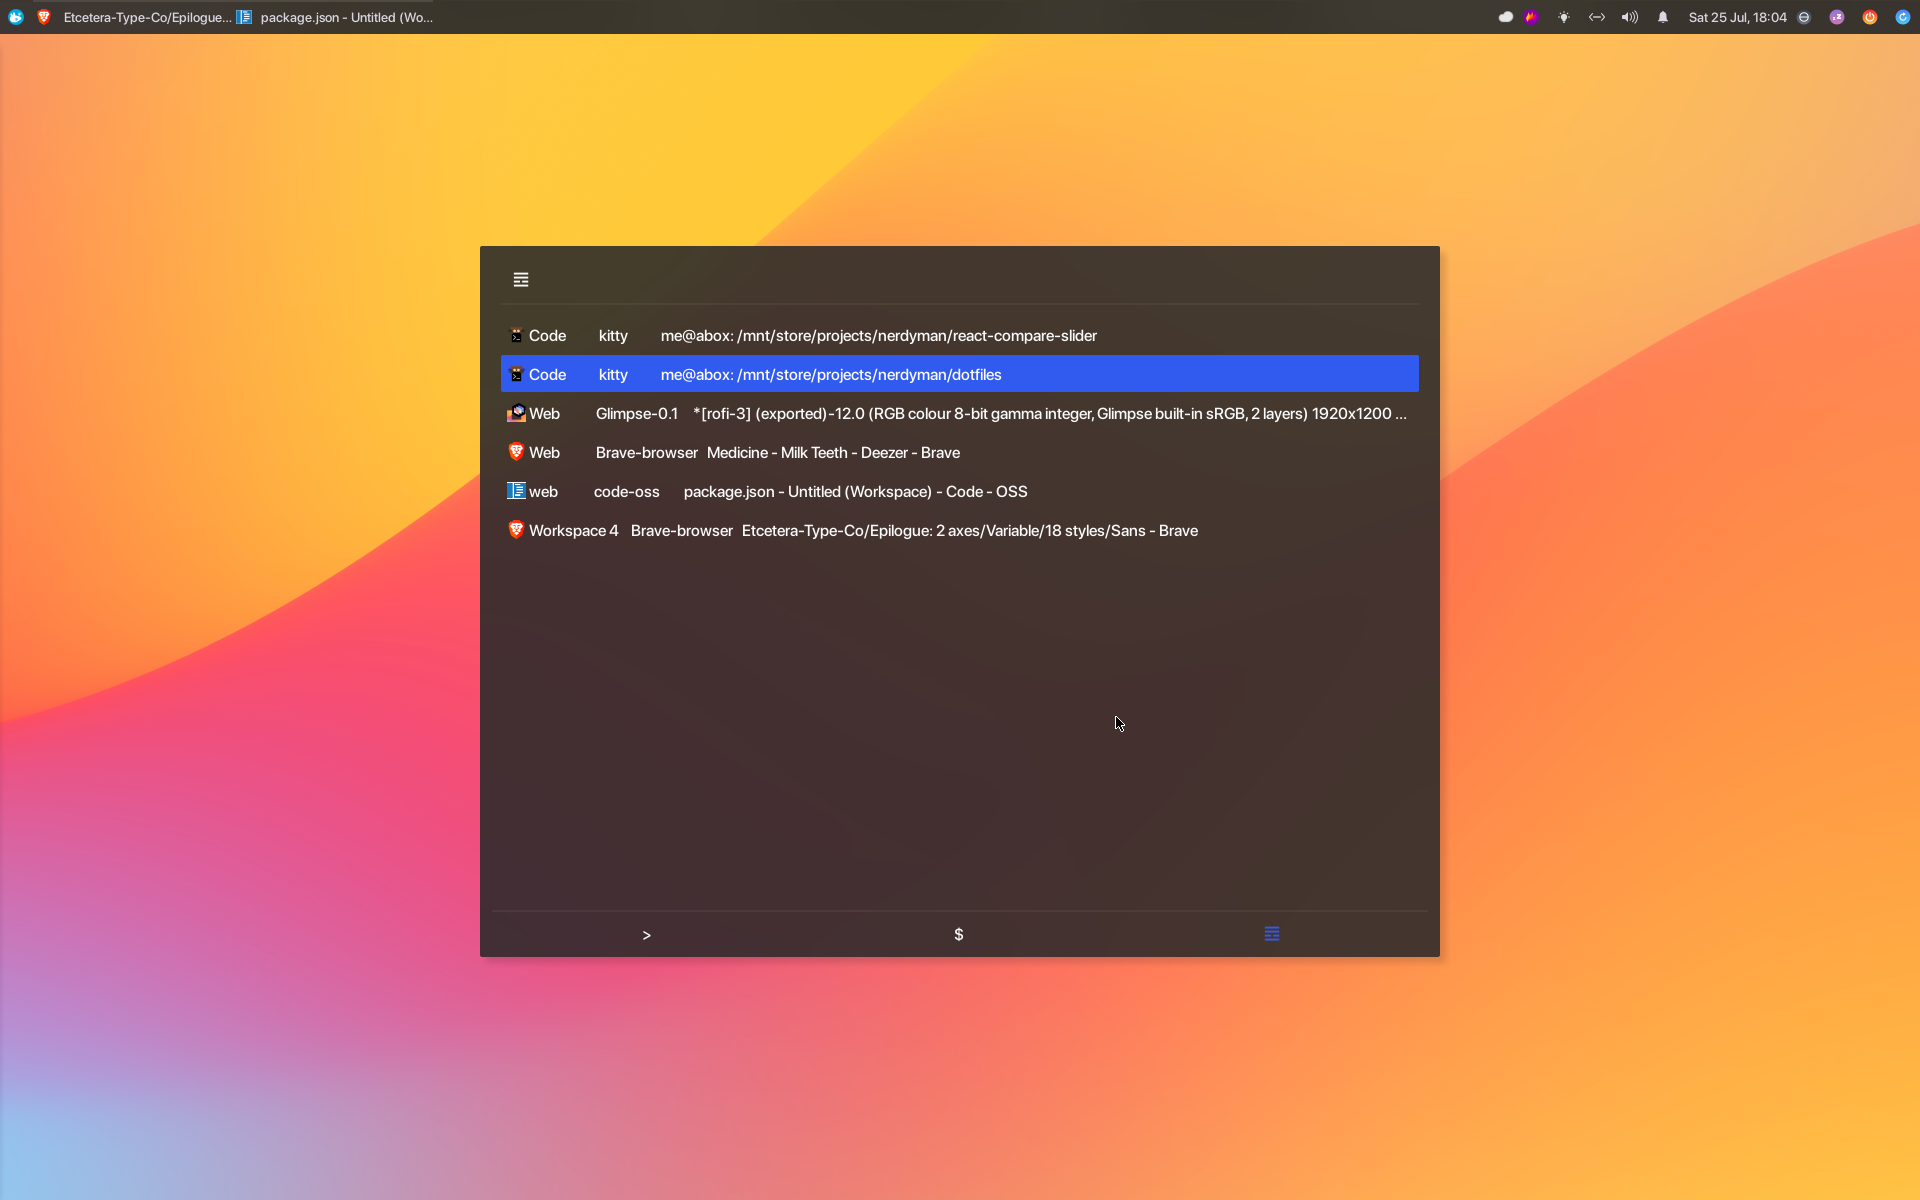 Etcetera-Type-Co/Epilogue... package.json - Untitled (Wo... Sat 25 Jul, 18:04
Code kitty me@abox: /mnt/store/projects/nerdyman/react-compare-slider
Code kitty me@abox: /mnt/store/projects/nerdyman/dotfiles
Web Glimpse-0.1 *[rofi-3] (exported)-12.0 (RGB colour 8-bit gamma integer, Glimpse built-in sRGB, 2 layers) 1920x1200 ...
Web Brave-browser Medicine - Milk Teeth - Deezer - Brave
web code-oss package.json - Untitled (Workspace) - Code - OSS
Workspace 4 Brave-browser Etcetera-Type-Co/Epilogue: 2 axes/Variable/18 styles/Sans - Brave
> $